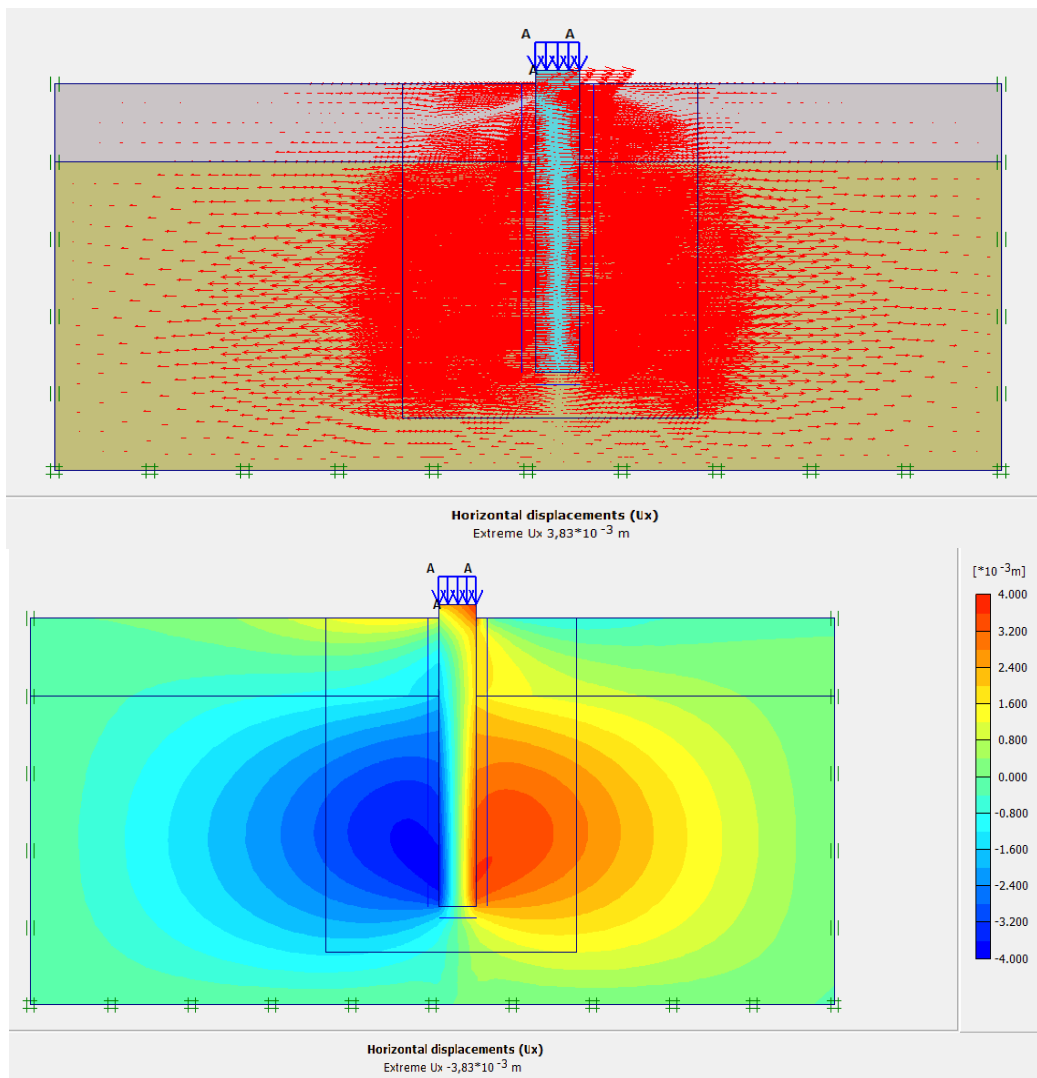 A A
A
Horizontal displacements (Ux)
Extreme Ux 3,83*10 -3 m
A A
A
[*10 -3m]
4.000
3.200
2.400
1.600
0.800
0.000
-0.800
-1.600
-2.400
-3.200
-4.000
Horizontal displacements (Ux)
Extreme Ux -3,83*10 -3 m